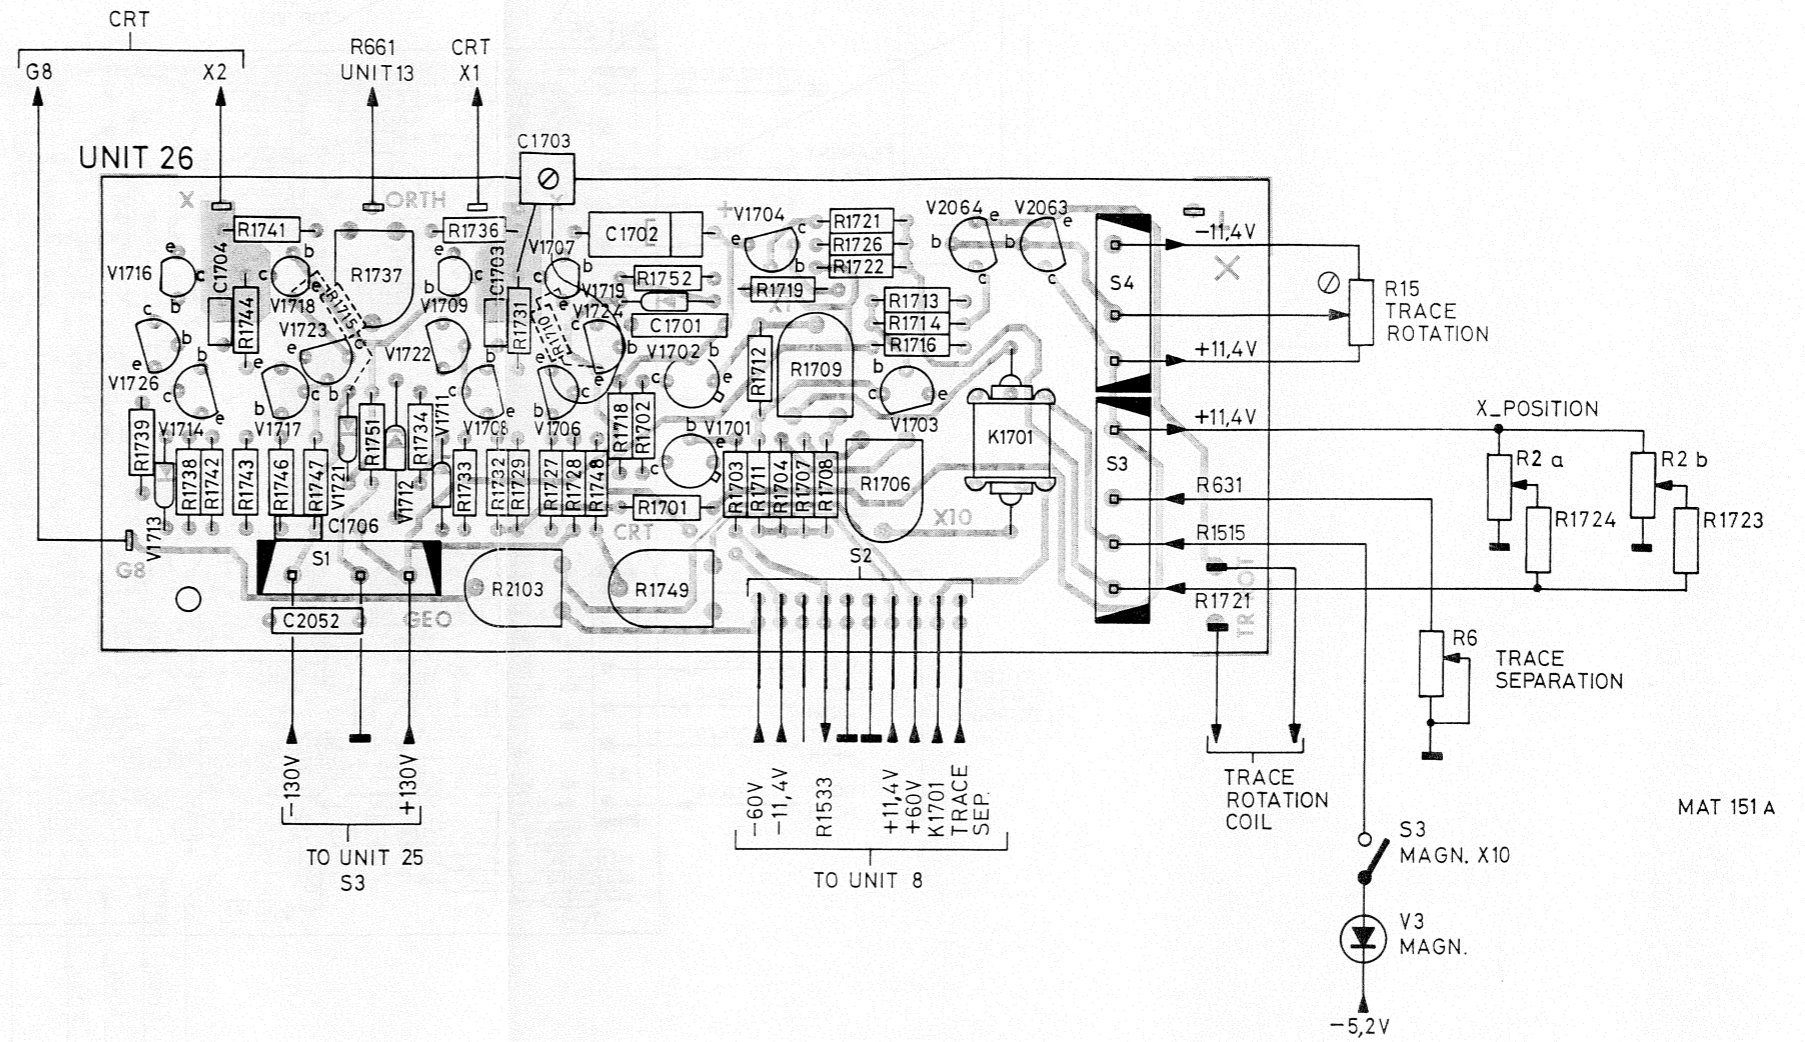 CRT
G8
X2
R661
UNIT13
CRT
X1
UNIT 26
C1703
X
ORTH
X
+
R1741
R1736
C1702
E
V1704
e
c
b
R1721
R1726
R1722
V2064
e
b
c
V2063
e
b
c
S4
−11,4V
X
+11,4V
R15
TRACE
ROTATION
V1716
e
c
b
C1704
c
b
e
V1718
R1715
R1737
e
c
b
V1709
C1703
V1707
b
c
e
V1719
R1752
R1719
X1
R1713
R1714
R1716
R1744
V1723
e
c
b
R1731
R1710
V1724
c
e
C1701
V1702
b
c
e
R1712
R1709
b
c
e
V1703
K1701
b
c
e
V1726
c
e
V1714
b
c
V1717
V1722
b
c
e
c
e
V1708
b
c
V1706
R1739
V1713
R1738
R1742
R1743
R1746
R1747
V1721
R1751
V1712
R1734
V1711
R1733
R1732
R1729
R1727
R1728
R1748
R1718
R1702
V1701
b
e
c
R1703
R1711
R1704
R1707
R1708
R1706
X10
R1701
CRT
C1706
G8
S1
C2052
GEO
R2103
R1749
S2
S3
+11,4V
R631
R1515
R1721
TR ROT
X_POSITION
R2 a
R1724
R2 b
R1723
R6
TRACE
SEPARATION
−130V
+130V
TO UNIT 25
S3
−60V
−11,4V
R1533
+11,4V
+60V
K1701
TRACE
SEP.
TO UNIT 8
TRACE
ROTATION
COIL
MAT 151 A
S3
MAGN. X10
V3
MAGN.
−5,2V